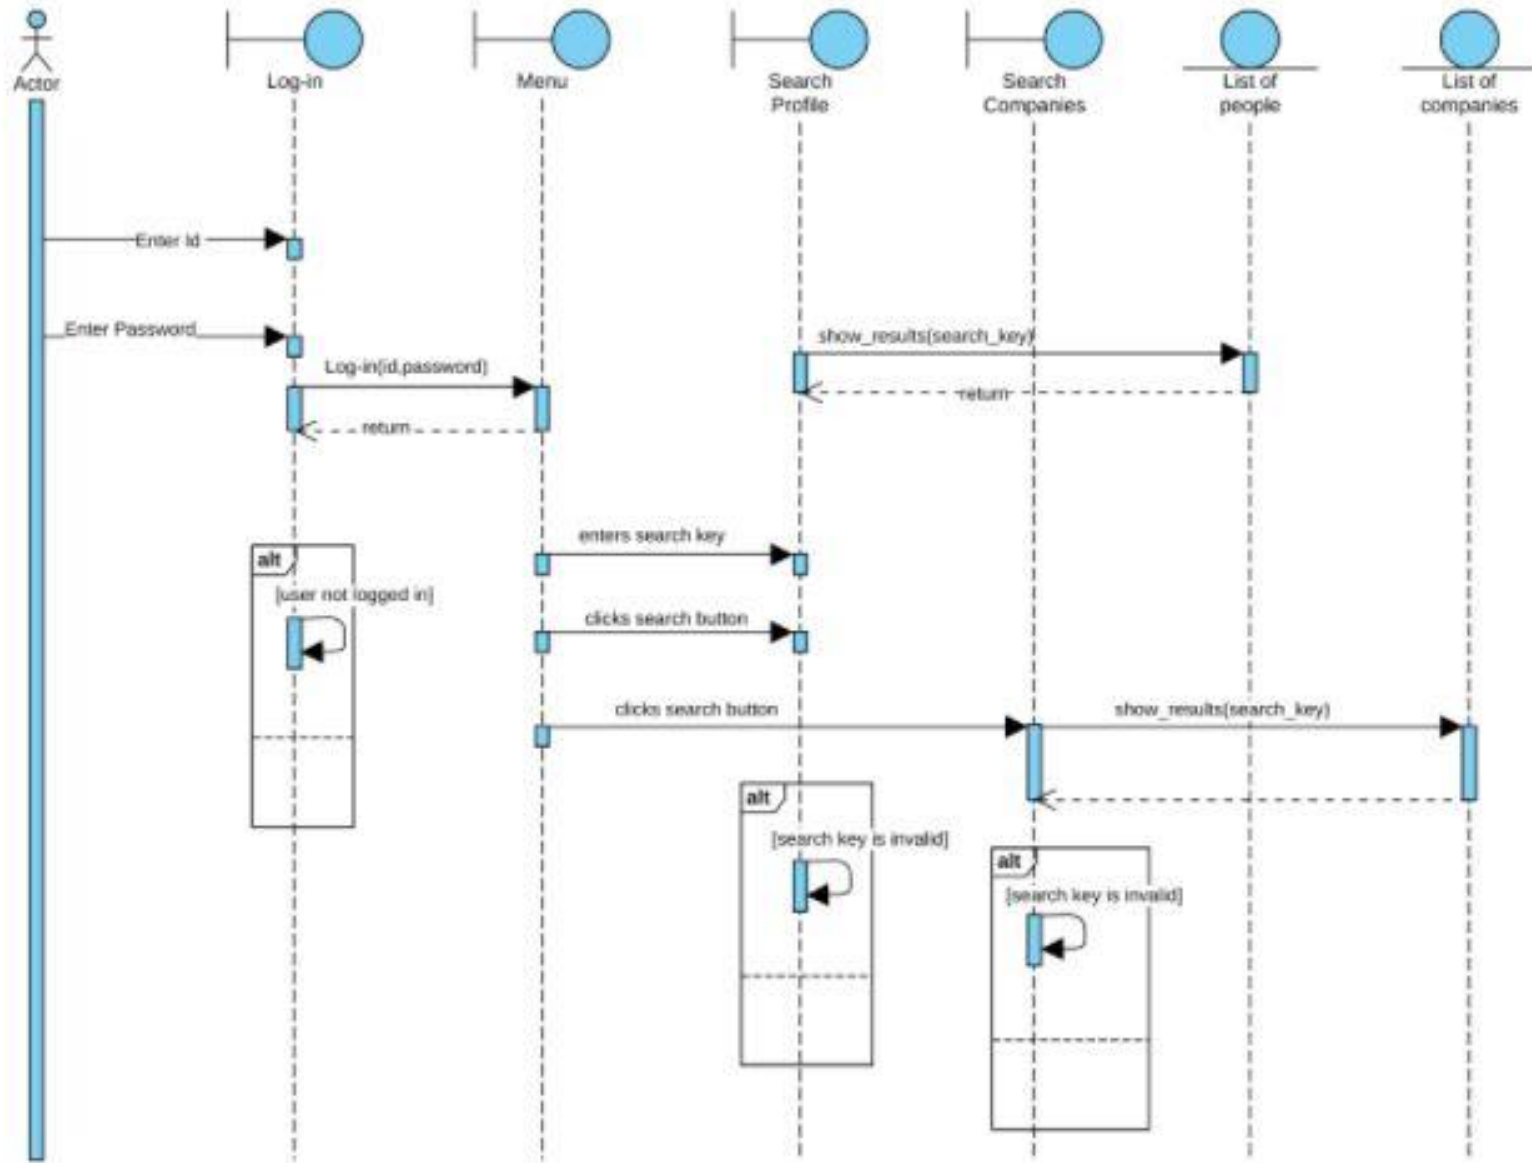 Actor
Log-in
Menu
Search
Profile
Search
Companies
List of
people
List of
companies
Enter Id
Enter Password
show_results(search_key)
Log-in(id,password)
return
return
enters search key
alt
[user not logged in]
clicks search button
clicks search button
show_results(search_key)
alt
[search key is invalid]
alt
[search key is invalid]